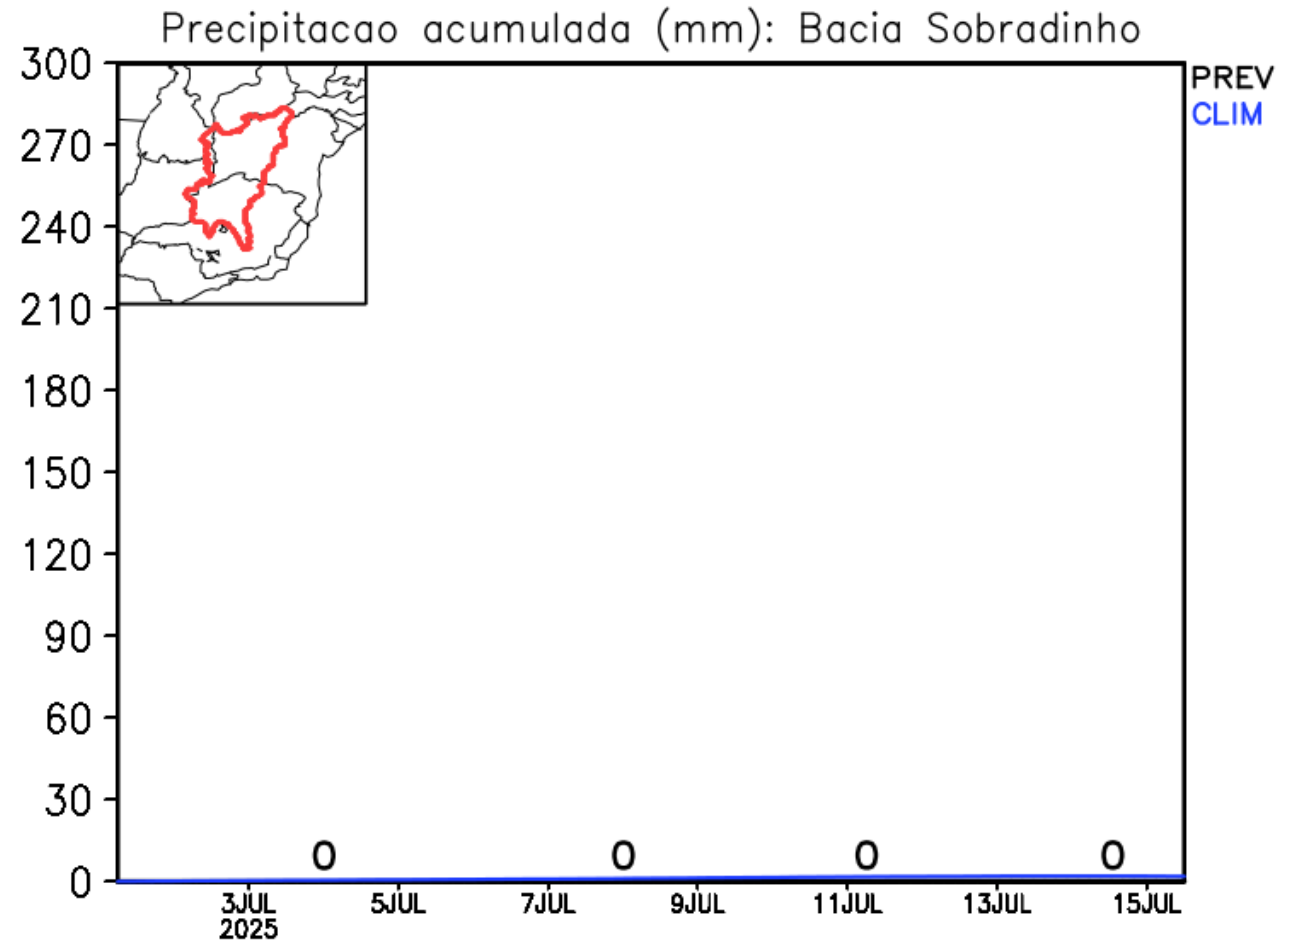 Precipitacao acumulada (mm): Bacia Sobradinho
PREV
CLIM
300
270
240
210
180
150
120
90
60
30
0
0 0 0 0
3JUL 5JUL 7JUL 9JUL 11JUL 13JUL 15JUL
2025